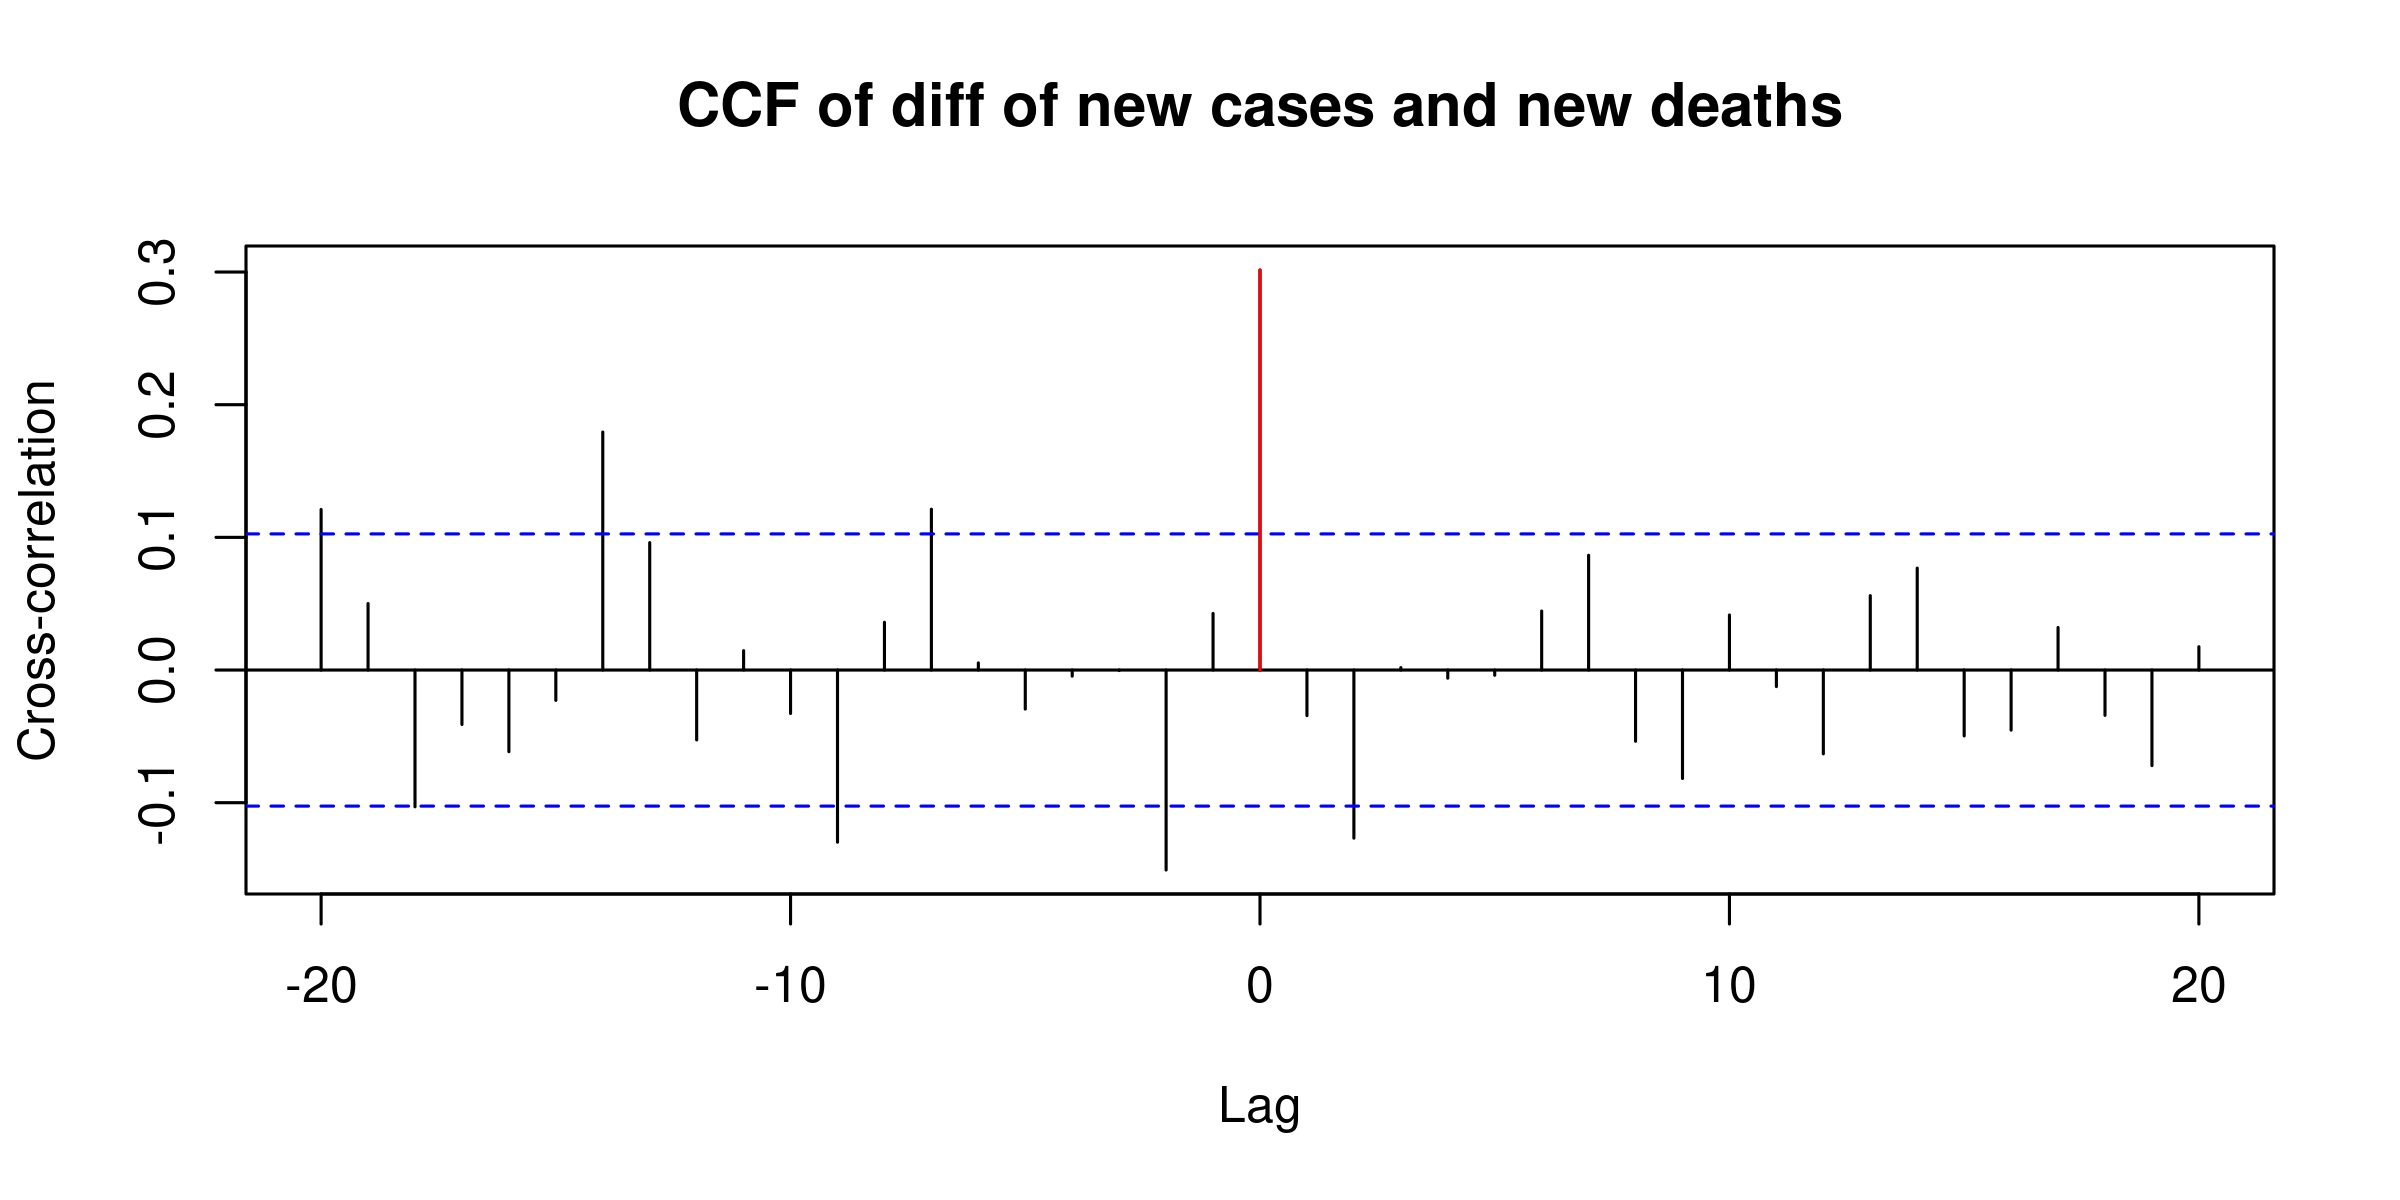 CCF of diff of new cases and new deaths
Cross-correlation
0.3
0.2
0.1
0.0
-0.1
-20 -10 0 10 20
Lag